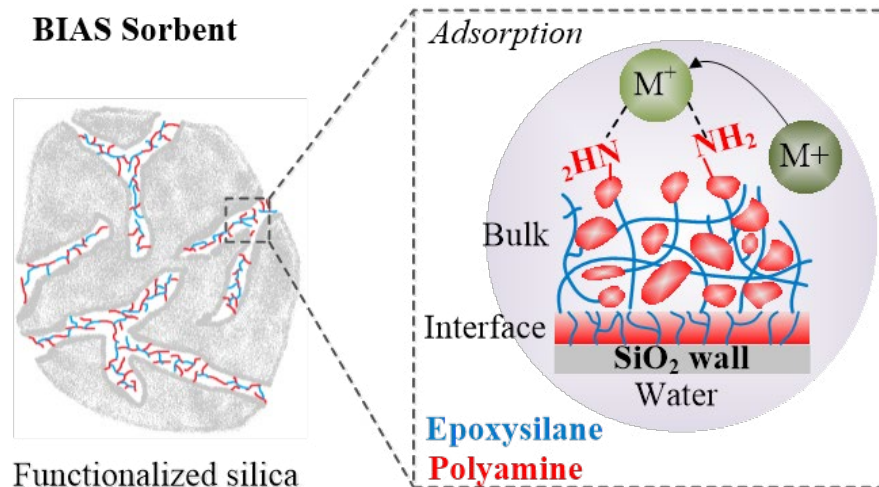 BIAS Sorbent
Functionalized silica
Adsorption
M⁺
₂HN
NH₂
M+
Bulk
Interface
SiO₂ wall
Water
Epoxysilane
Polyamine